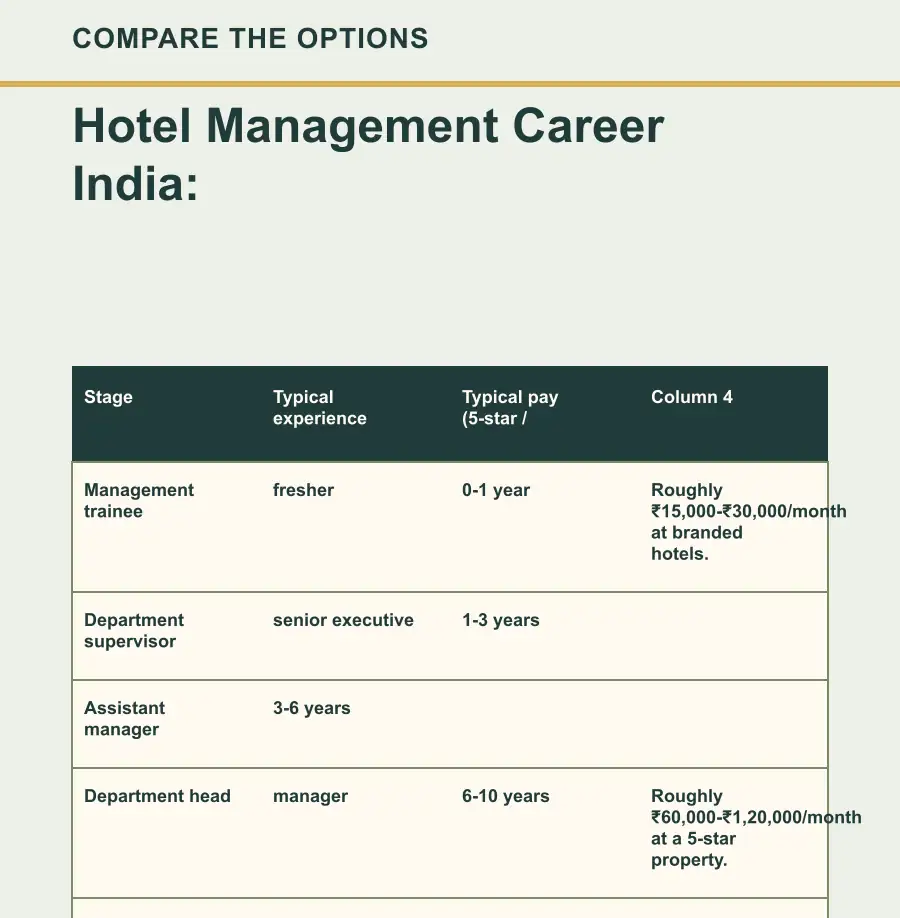 COMPARE THE OPTIONS
Hotel Management Career
India:
Stage
Typical
experience
Typical pay
(5-star /
Column 4
Management
trainee
fresher
0-1 year
Roughly
₹15,000-₹30,000/month
at branded
hotels.
Department
supervisor
senior executive
1-3 years
Assistant
manager
3-6 years
Department head
manager
6-10 years
Roughly
₹60,000-₹1,20,000/month
at a 5-star
property.